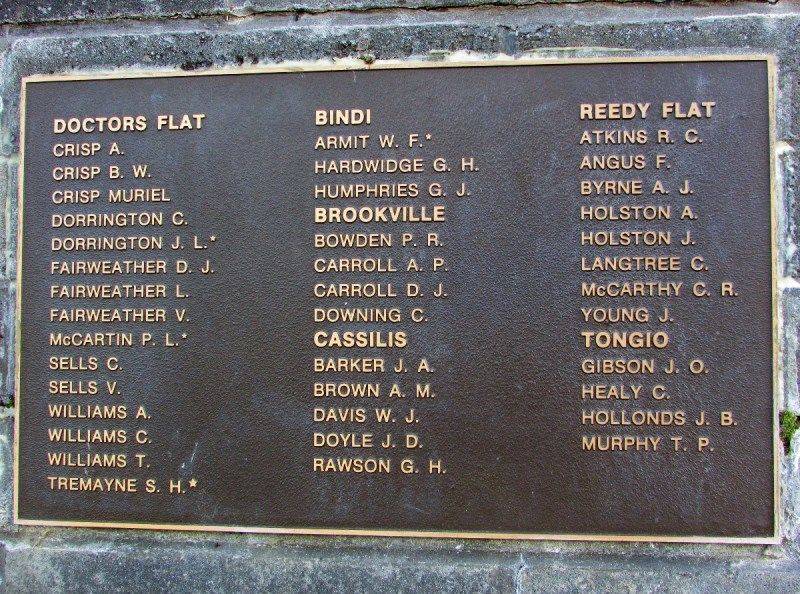 DOCTORS FLAT
CRISP A.
CRISP B. W.
CRISP MURIEL
DORRINGTON C.
DORRINGTON J. L.*
FAIRWEATHER D. J.
FAIRWEATHER L.
FAIRWEATHER V.
McCARTIN P. L.*
SELLS C.
SELLS V.
WILLIAMS A.
WILLIAMS C.
WILLIAMS T.
TREMAYNE S. H.*
BINDI
ARMIT W. F.*
HARDWIDGE G. H.
HUMPHRIES G. J.
BROOKVILLE
BOWDEN P. R.
CARROLL A. P.
CARROLL D. J.
DOWNING C.
CASSILIS
BARKER J. A.
BROWN A. M.
DAVIS W. J.
DOYLE J. D.
RAWSON G. H.
REEDY FLAT
ATKINS R. C.
ANGUS F.
BYRNE A. J.
HOLSTON A.
HOLSTON J.
LANGTREE C.
McCARTHY C. R.
YOUNG J.
TONGIO
GIBSON J. O.
HEALY C.
HOLLONDS J. B.
MURPHY T. P.